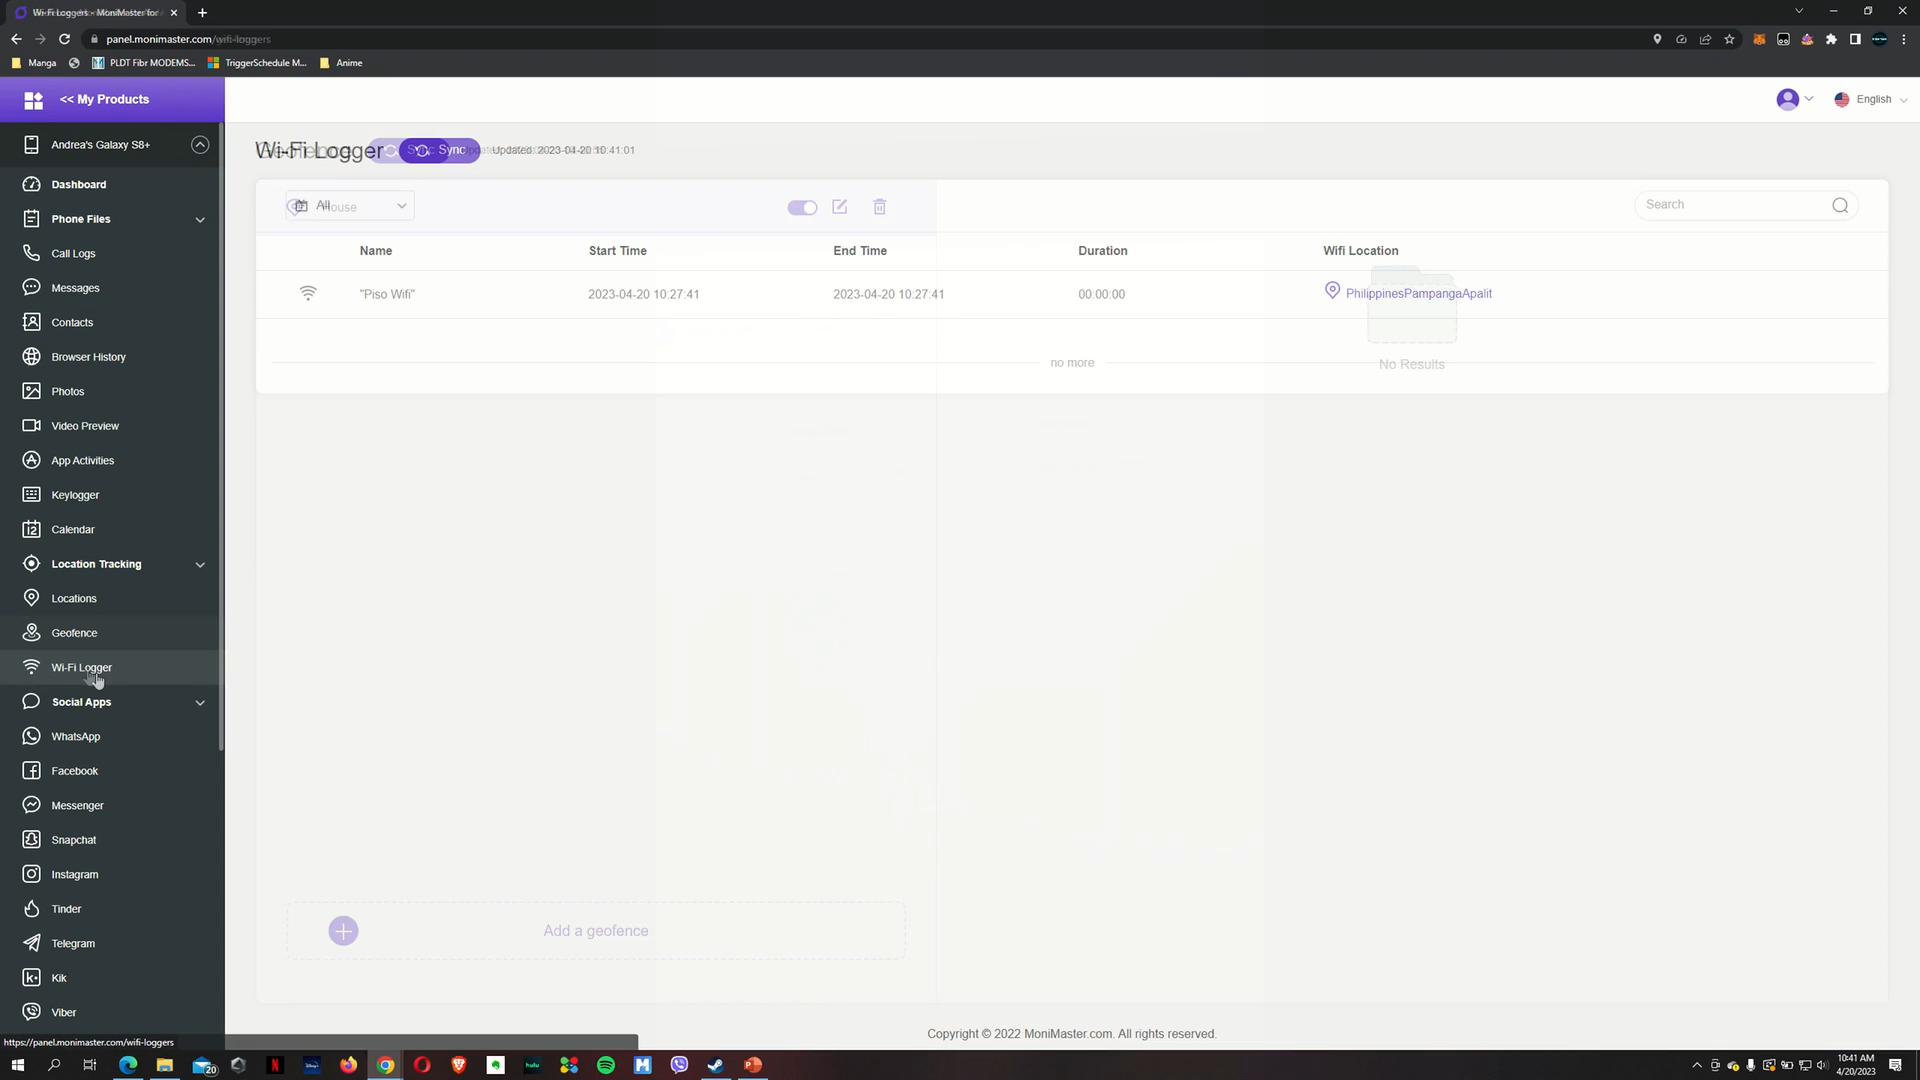 Wi-Fi Loggers - MoniMaster for
panel.monimaster.com/wifi-loggers
Manga
PLDT Fibr MODEMS...
TriggerSchedule M...
Anime
<< My Products
English
Andrea's Galaxy S8+
Dashboard
Phone Files
Call Logs
Messages
Contacts
Browser History
Photos
Video Preview
App Activities
Keylogger
Calendar
Location Tracking
Locations
Geofence
Wi-Fi Logger
Social Apps
WhatsApp
Facebook
Messenger
Snapchat
Instagram
Tinder
Telegram
Kik
Viber
Wi-Fi Logger
Sync
Updated: 2023-04-20 10:41:01
All
House
Search
Name
Start Time
End Time
Duration
Wifi Location
"Piso Wifi"
2023-04-20 10:27:41
2023-04-20 10:27:41
00:00:00
PhilippinesPampangaApalit
no more
No Results
Add a geofence
Copyright © 2022 MoniMaster.com. All rights reserved.
https://panel.monimaster.com/wifi-loggers
20
hulu
10:41 AM
4/20/2023